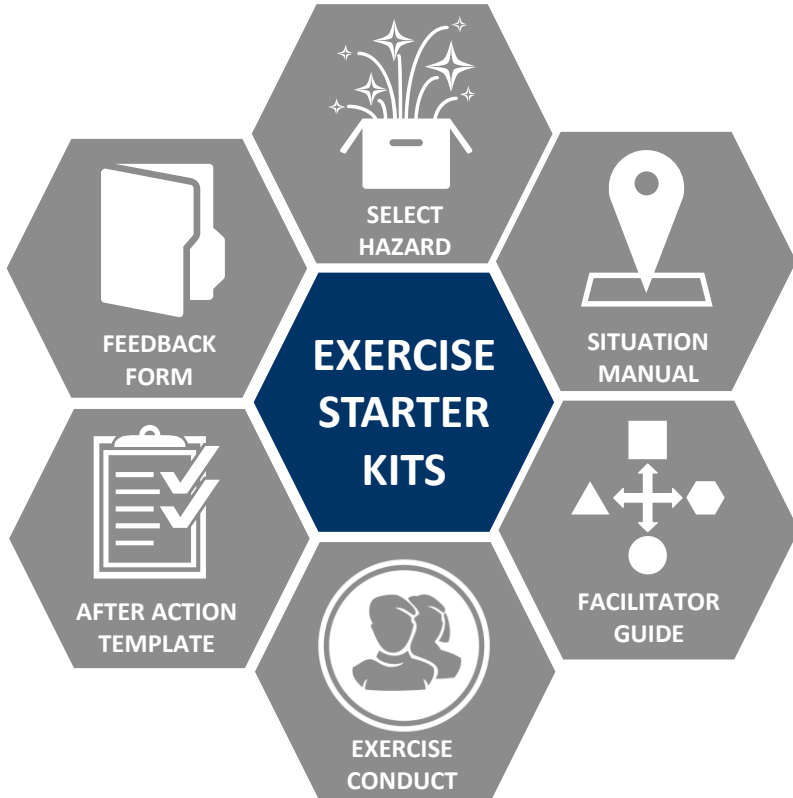 SELECT
HAZARD
SITUATION
MANUAL
FACILITATOR
GUIDE
EXERCISE
CONDUCT
AFTER ACTION
TEMPLATE
FEEDBACK
FORM
EXERCISE
STARTER
KITS